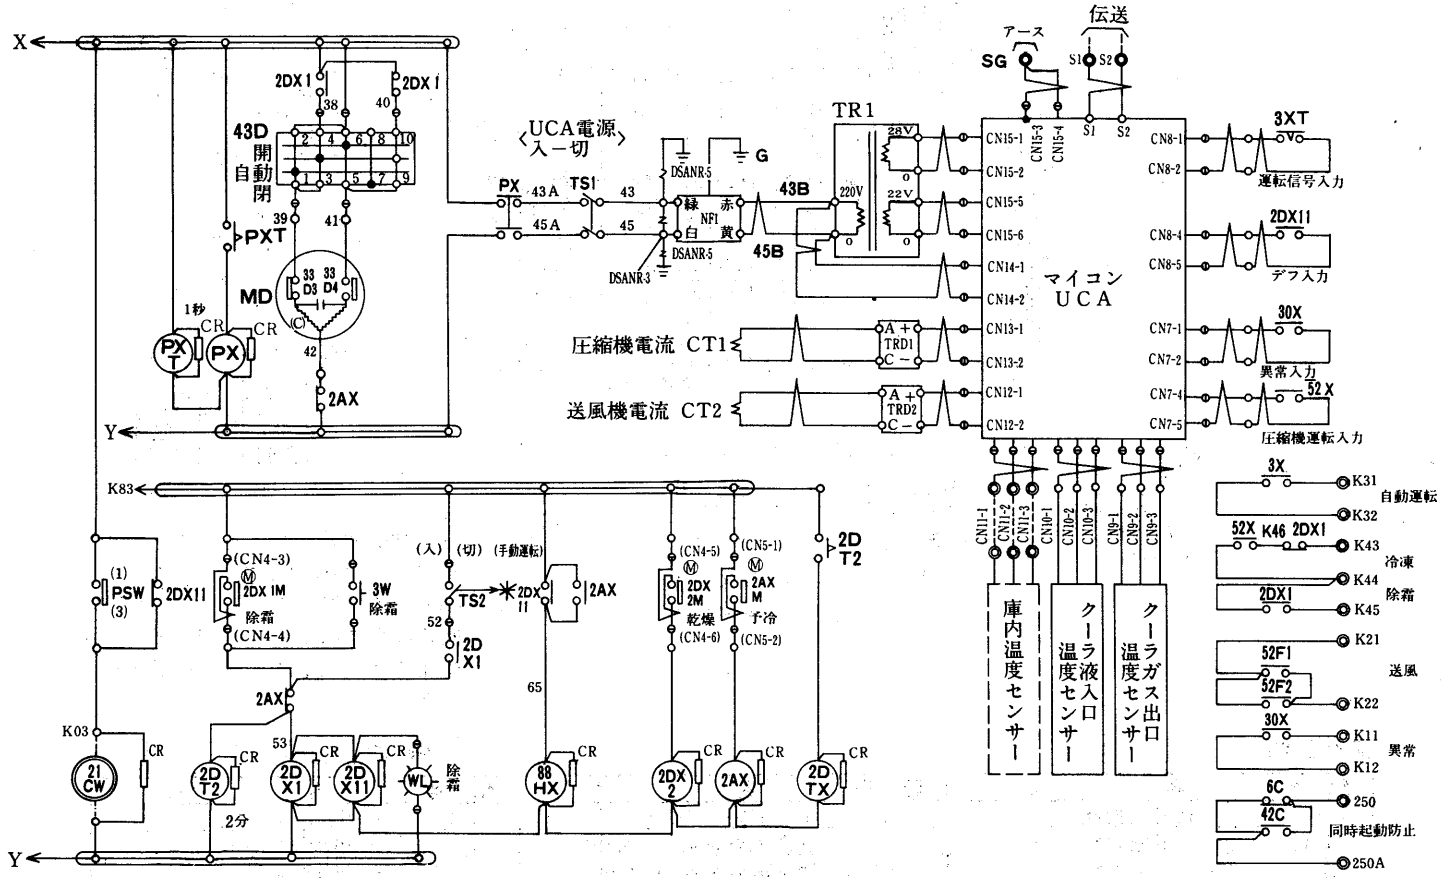 X
2DX1
2DX1
38
40
43D
開
自動
閉
2 4 6 8 10
1 3 5 7 9
39
41
PXT
MD
33
D3
33
D4
(C)
42
2AX
1秒
CR
CR
PX
T
PX
Y
〈UCA電源〉
入－切
PX
43A
TS1
43
45A
45
DSANR-5
G
緑 赤
NF1
白 黄
DSANR-5
DSANR-3
43B
45B
TR1
220V
0
28V
0
22V
0
アース
SG
伝送
S1
S2
S1
S2
CN15-1
CN15-3
CN15-4
CN15-2
CN15-5
CN15-6
CN14-1
CN14-2
CN13-1
CN13-2
CN12-1
CN12-2
マイコン
UCA
CN8-1
CN8-2
CN8-4
CN8-5
CN7-1
CN7-2
CN7-4
CN7-5
圧縮機電流 CT1
A +
TRD1
C −
送風機電流 CT2
A +
TRD2
C −
3XT
運転信号入力
2DX11
デフ入力
30X
異常入力
52X
圧縮機運転入力
CN11-1
CN11-2
CN11-3
CN10-1
CN10-2
CN10-3
CN9-1
CN9-2
CN9-3
庫内温度センサー
クーラ液入口
温度センサー
クーラガス出口
温度センサー
3X
K31
自動運転
K32
52X
K46
2DX1
K43
冷凍
K44
除霜
2DX1
K45
K21
52F1
送風
52F2
K22
30X
K11
異常
K12
6C
250
42C
同時起動防止
250A
K83
(1)
PSW
(3)
2DX11
(CN4-3)
M
2DX1M
除霜
(CN4-4)
3W
除霜
(入)
(切)
(手動運転)
TS2
52
2D
X1
2DX
11
2AX
65
(CN4-5)
M
2DX
2M
乾燥
(CN4-6)
(CN5-1)
M
2AX
M
予冷
(CN5-2)
2D
T2
2AX
53
K03
21
CW
CR
2D
T2
CR
2分
2D
X1
CR
2D
X11
CR
WL
除霜
88
HX
CR
2DX
2
CR
2AX
CR
2D
TX
CR
Y